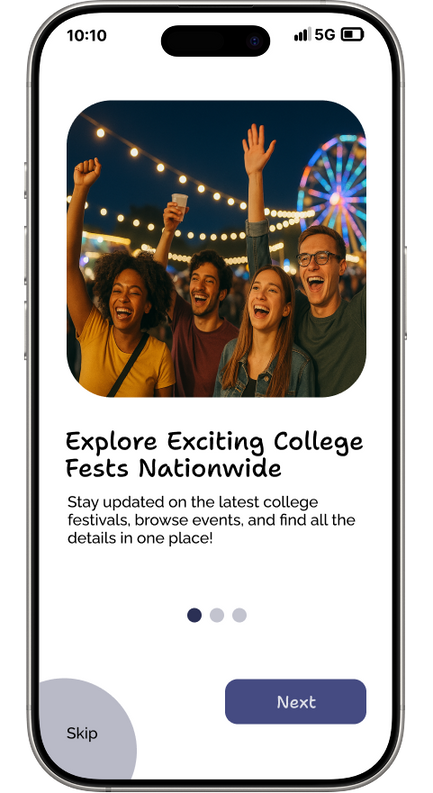 10:10
5G
Explore Exciting College
Fests Nationwide
Stay updated on the latest college
festivals, browse events, and find all the
details in one place!
Next
Skip